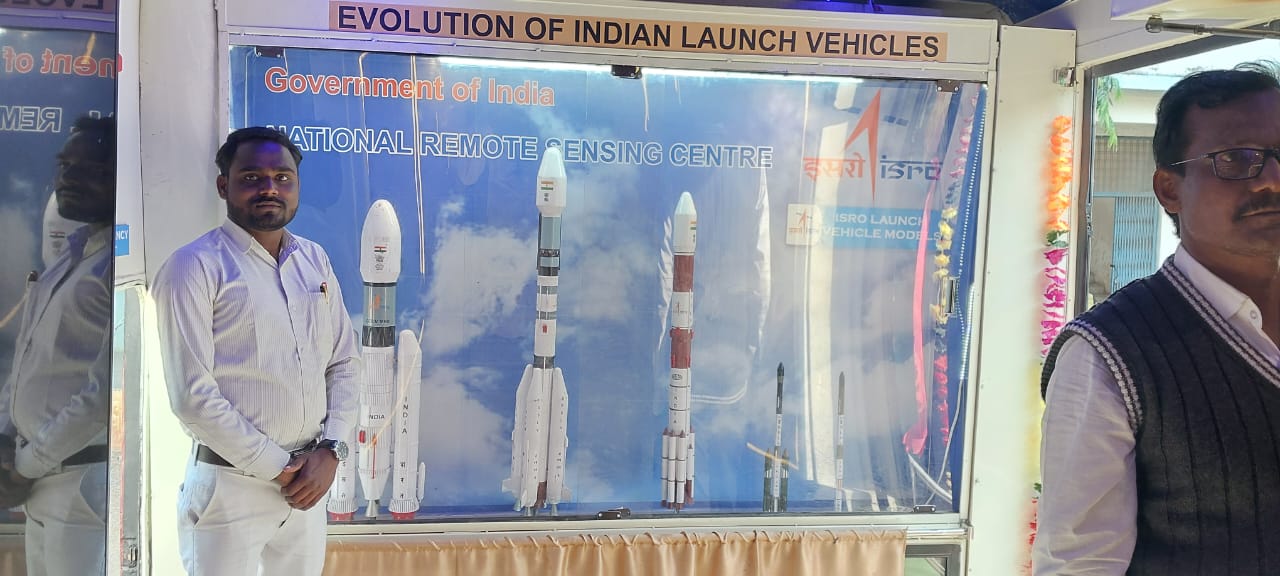 EVOLUTION OF INDIAN LAUNCH VEHICLES
Government of India
NATIONAL REMOTE SENSING CENTRE
इसरो isro
ISRO LAUNCH
VEHICLE MODELS
INDIA
INDIA